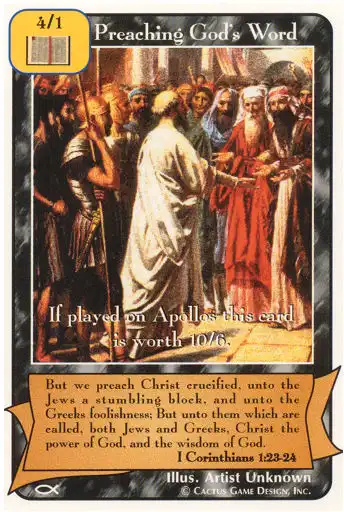 4/1
Preaching God's Word
If played on Apollos this card
is worth 10/6.
But we preach Christ crucified, unto the
Jews a stumbling block, and unto the
Greeks foolishness; But unto them which are
called, both Jews and Greeks, Christ the
power of God, and the wisdom of God.
I Corinthians 1:23-24
Illus. Artist Unknown
© Cactus Game Design, Inc.